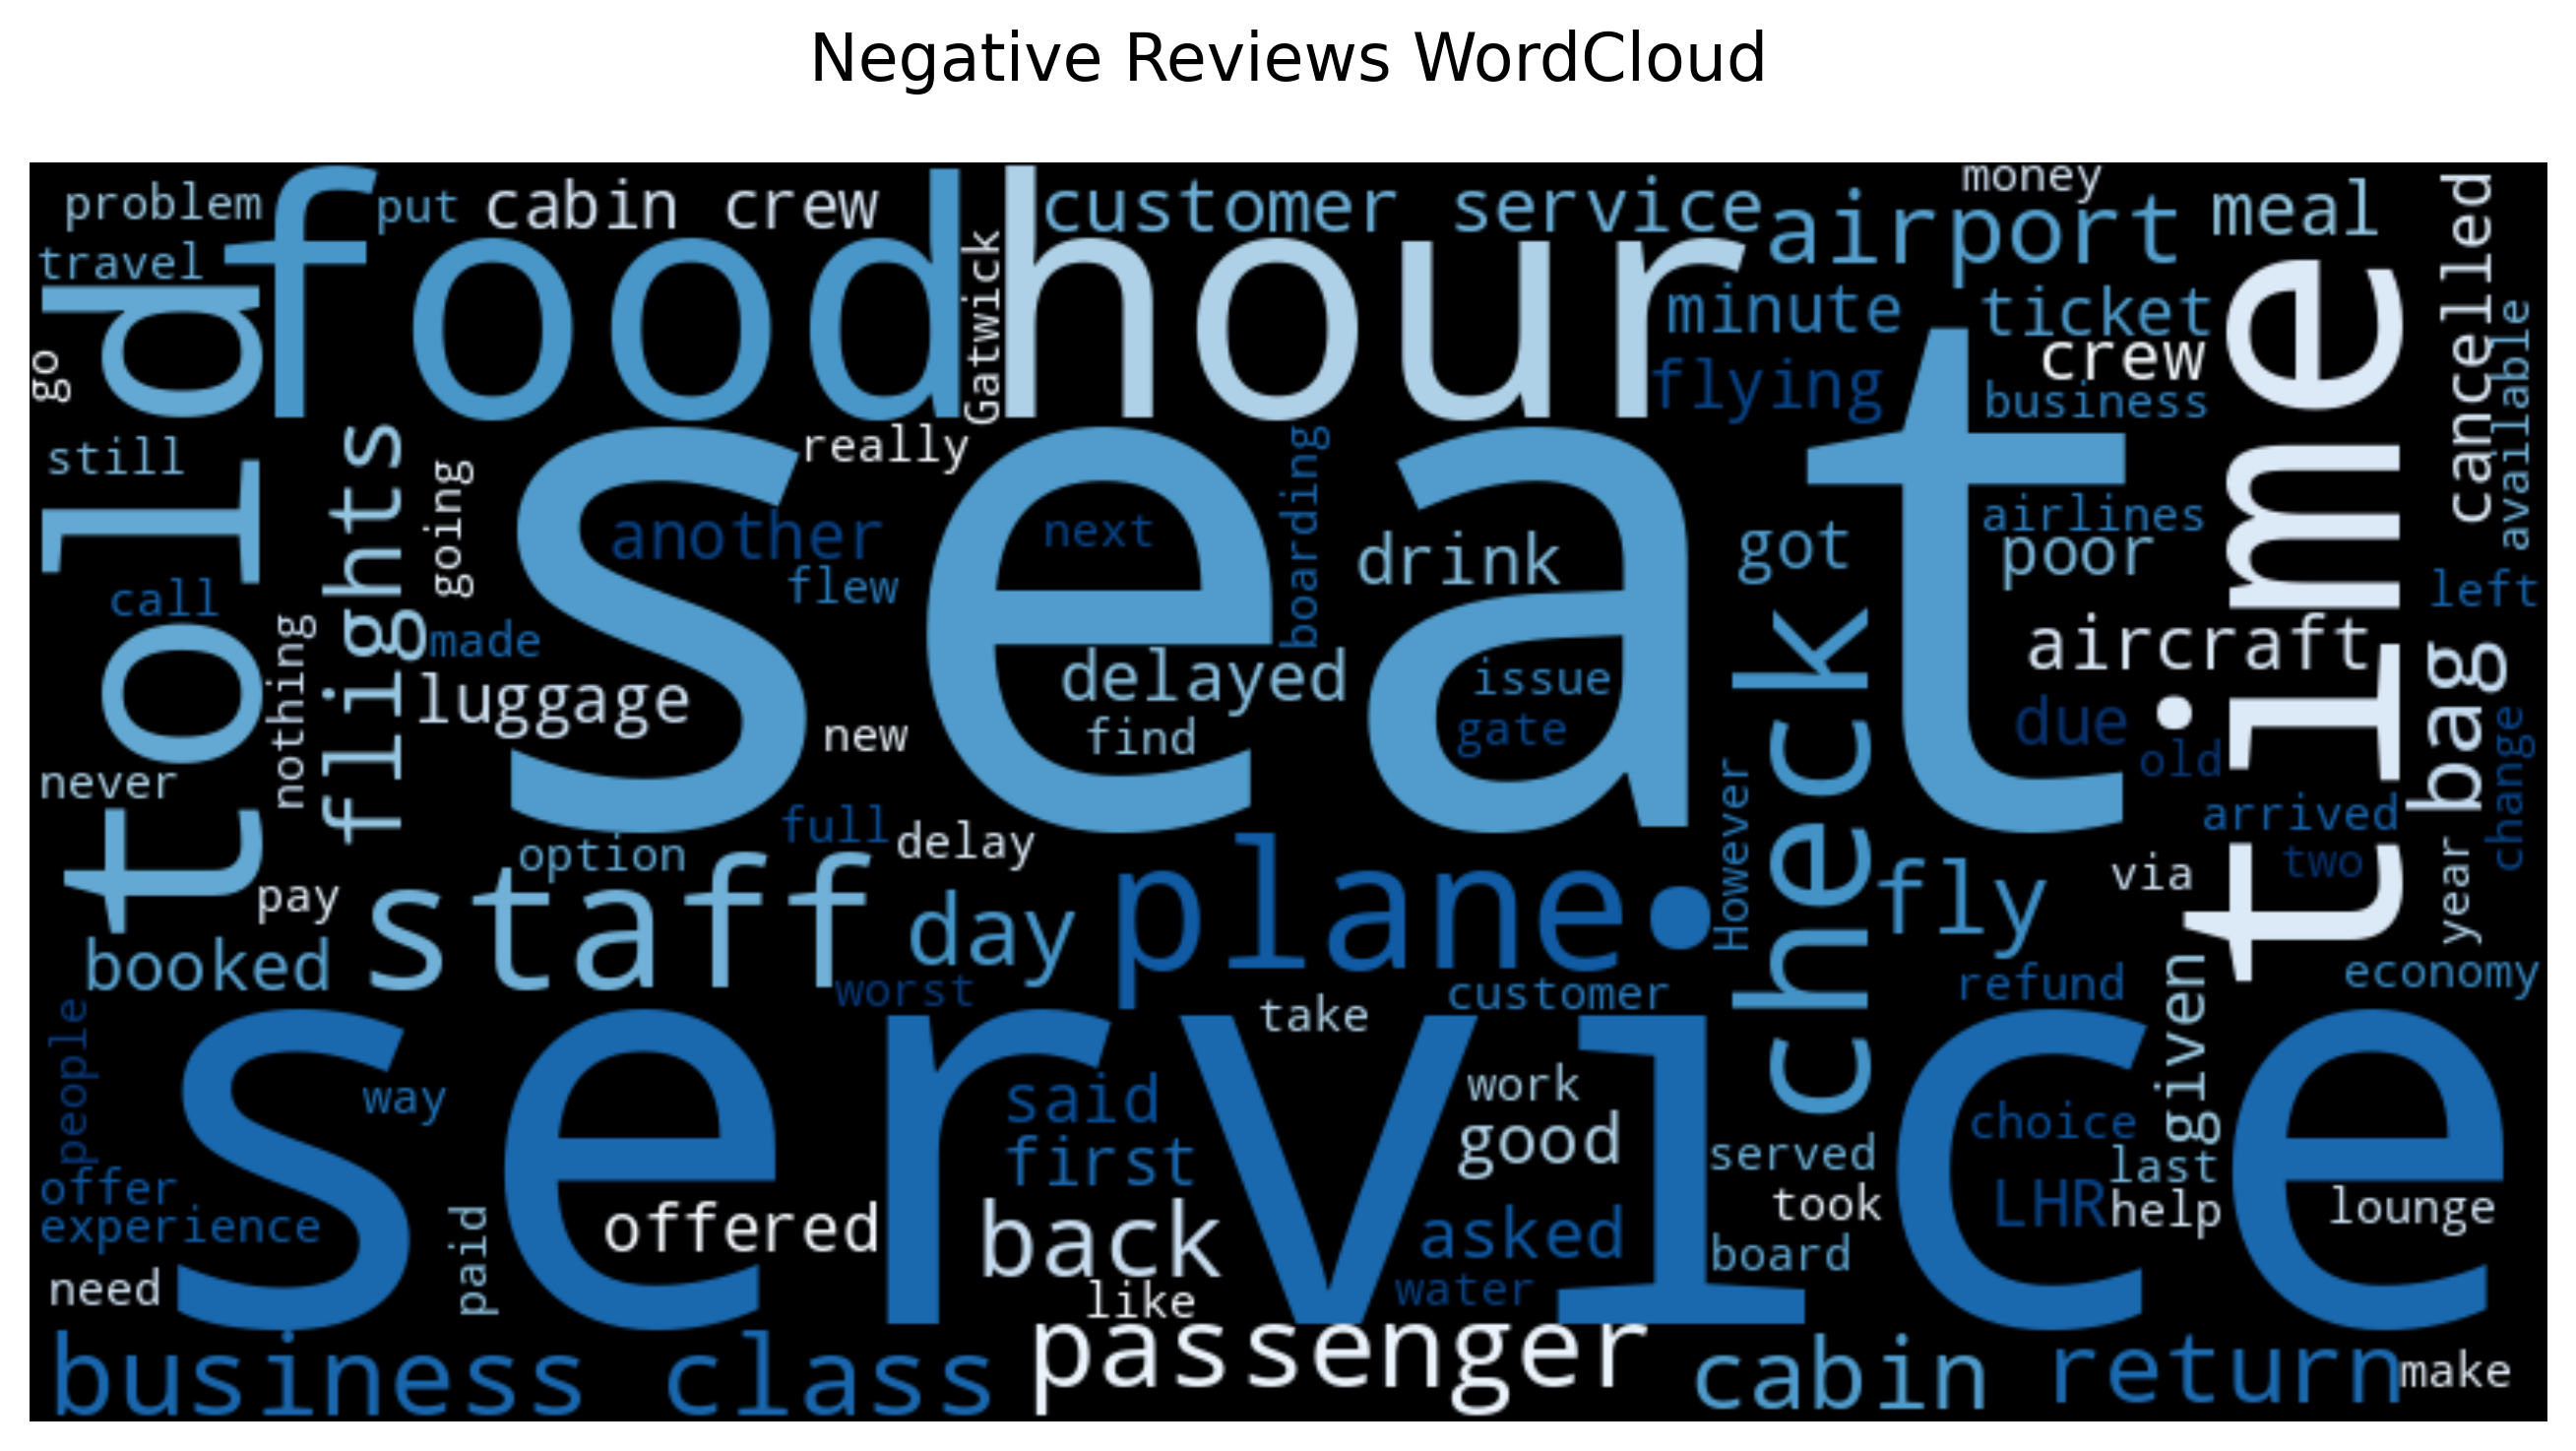 Negative Reviews WordCloud
problem
put
cabin crew
customer service
money
airport
meal
cancelled
travel
food
hour
Gatwick
minute
ticket
time
available
go
told
flying
crew
business
still
flights
going
really
seat
boarding
another
next
drink
got
airlines
poor
call
flew
left
nothing
made
luggage
delayed
issue
check
aircraft
bag
new
find
gate
due
old
change
never
However
option
full
delay
arrived
pay
staff
day
plane
fly
via
two
year
booked
worst
customer
refund
given
economy
people
take
service
way
said
work
good
choice
first
served
last
offer
experience
paid
offered
back
asked
took
LHR
help
lounge
board
need
like
water
business class
passenger
cabin
return
make